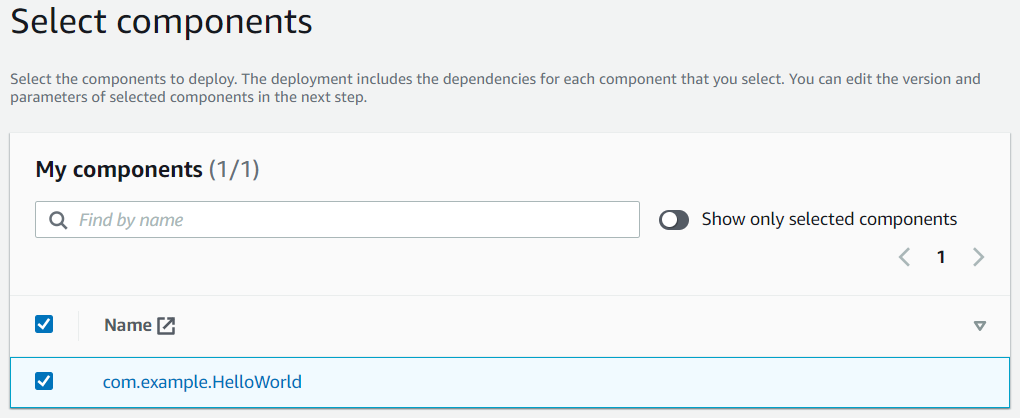 Select components
Select the components to deploy. The deployment includes the dependencies for each component that you select. You can edit the version and
parameters of selected components in the next step.
My components (1/1)
Find by name
Show only selected components
1
Name
com.example.HelloWorld